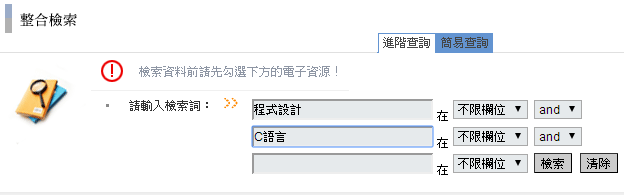 整合檢索
進階查詢 簡易查詢
! 檢索資料前請先勾選下方的電子資源！
請輸入檢索詞： 程式設計 在 不限欄位 and
C語言 在 不限欄位 and
在 不限欄位 檢索 清除